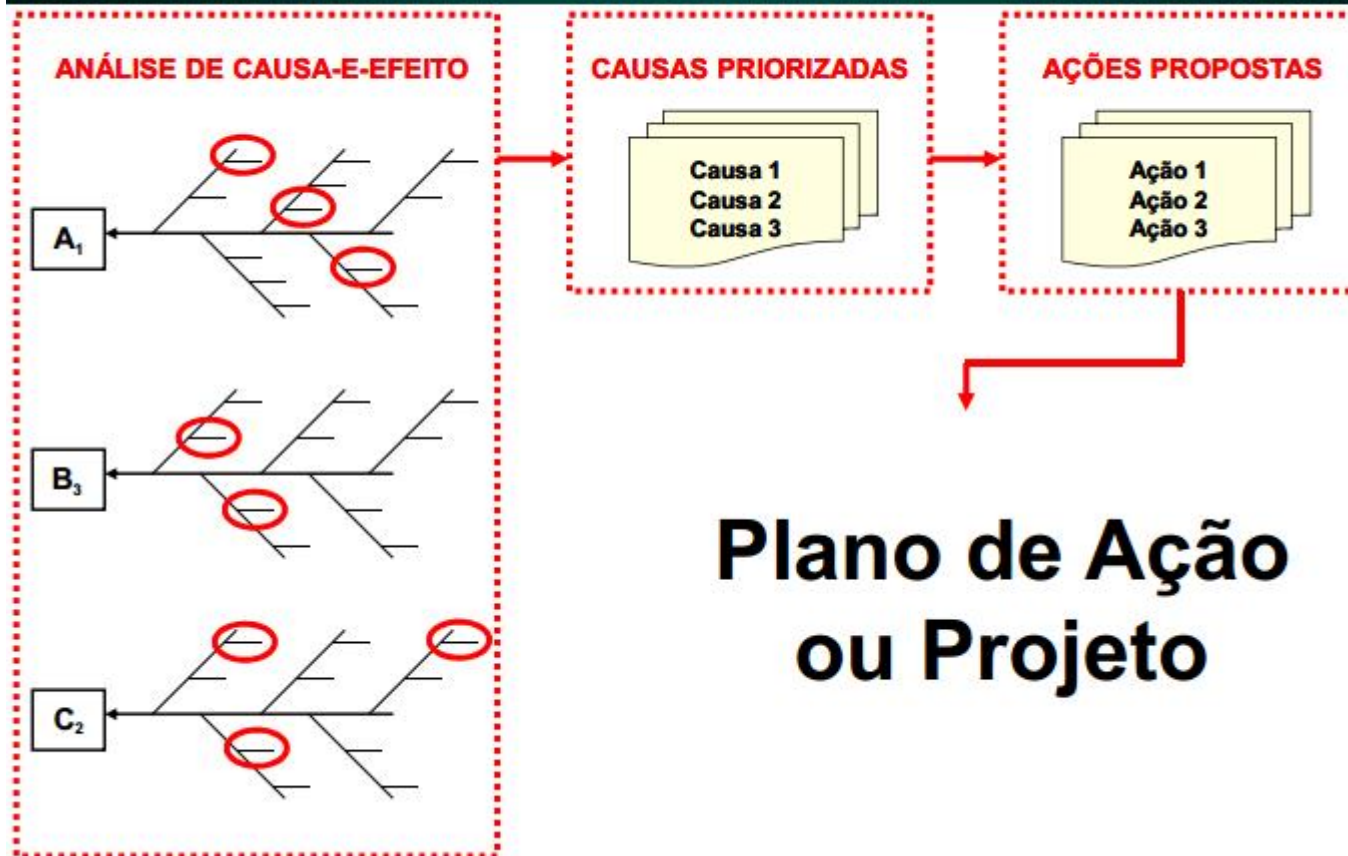 ANÁLISE DE CAUSA-E-EFEITO
CAUSAS PRIORIZADAS
AÇÕES PROPOSTAS
Causa 1
Causa 2
Causa 3
Ação 1
Ação 2
Ação 3
A₁
B₃
C₂
Plano de Ação
ou Projeto